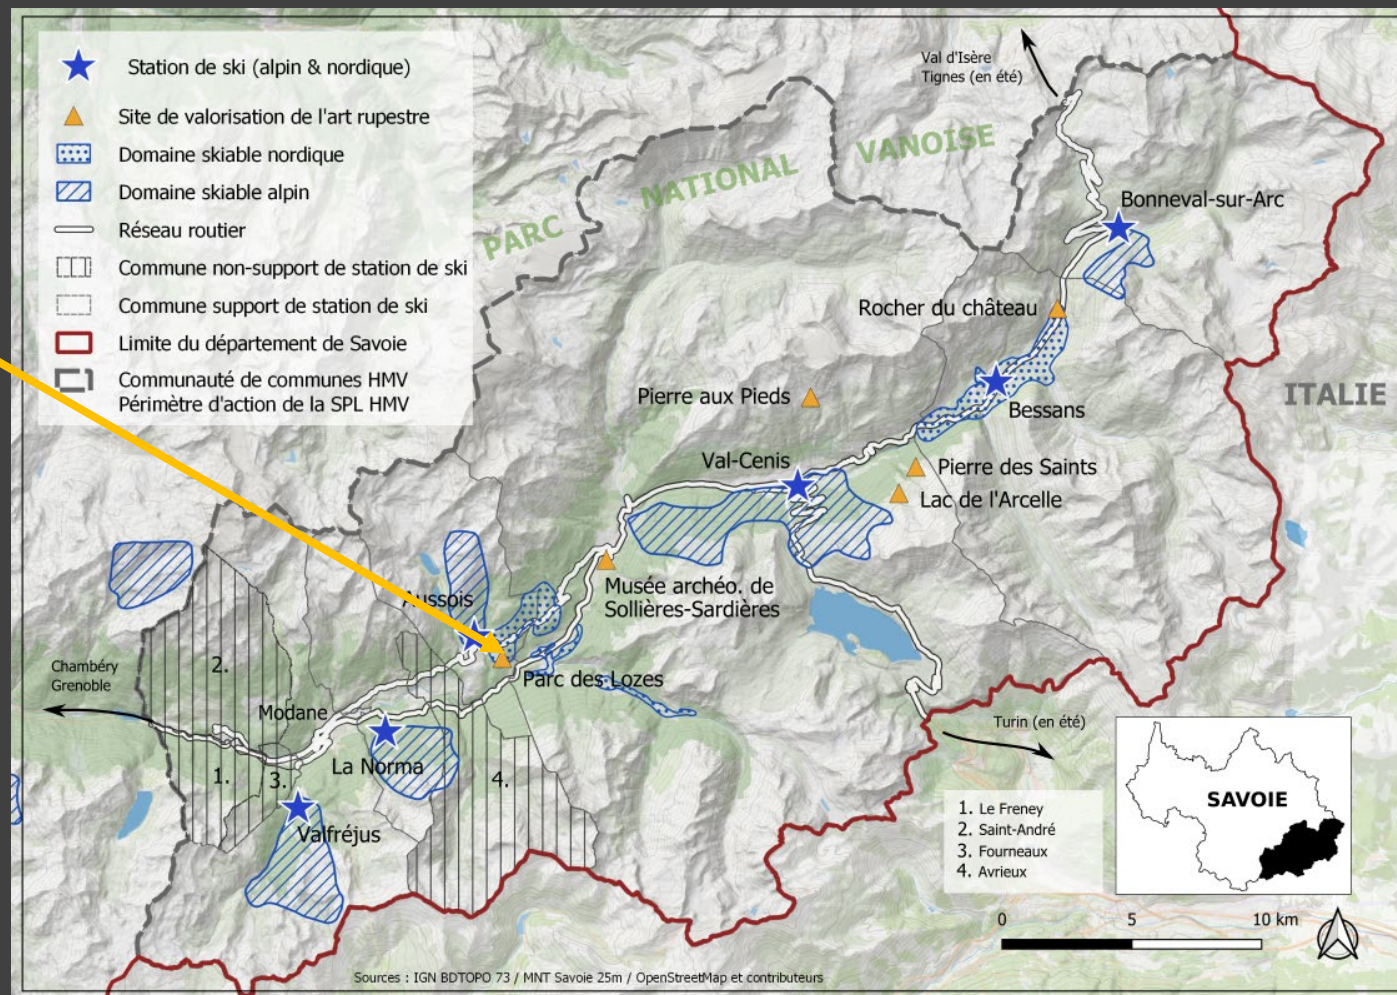 Station de ski (alpin & nordique)
Site de valorisation de l'art rupestre
Domaine skiable nordique
Domaine skiable alpin
Réseau routier
Commune non-support de station de ski
Commune support de station de ski
Limite du département de Savoie
Communauté de communes HMV
Périmètre d'action de la SPL HMV
Val d'Isère
Tignes (en été)
PARC NATIONAL VANOISE
Bonneval-sur-Arc
Rocher du château
Pierre aux Pieds
Bessans
ITALIE
Val-Cenis
Pierre des Saints
Lac de l'Arcelle
Musée archéo. de
Sollières-Sardières
Aussois
Parc des Lozes
Chambéry
Grenoble
2.
Modane
La Norma
1.
3.
4.
Valfréjus
Turin (en été)
1. Le Freney
2. Saint-André
3. Fourneaux
4. Avrieux
SAVOIE
0 5 10 km
Sources : IGN BDTOPO 73 / MNT Savoie 25m / OpenStreetMap et contributeurs